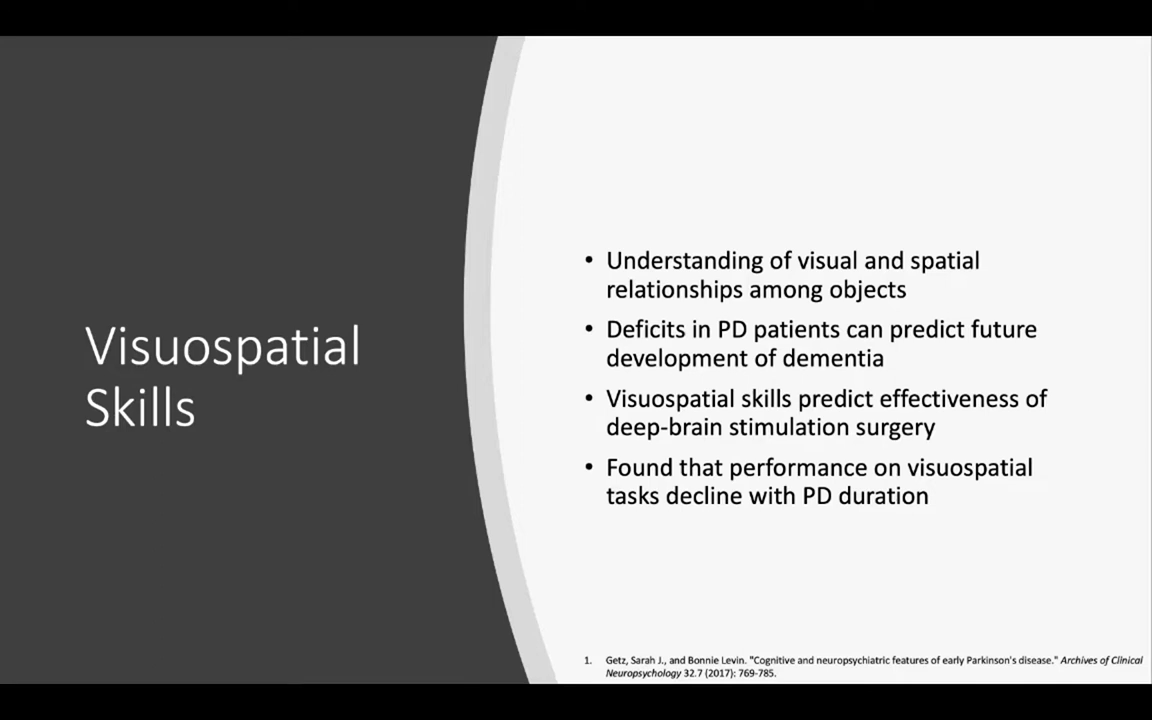 Visuospatial
Skills
• Understanding of visual and spatial
relationships among objects
• Deficits in PD patients can predict future
development of dementia
• Visuospatial skills predict effectiveness of
deep-brain stimulation surgery
• Found that performance on visuospatial
tasks decline with PD duration
1. Getz, Sarah J., and Bonnie Levin. "Cognitive and neuropsychiatric features of early Parkinson's disease." Archives of Clinical
Neuropsychology 32.7 (2017): 769-785.